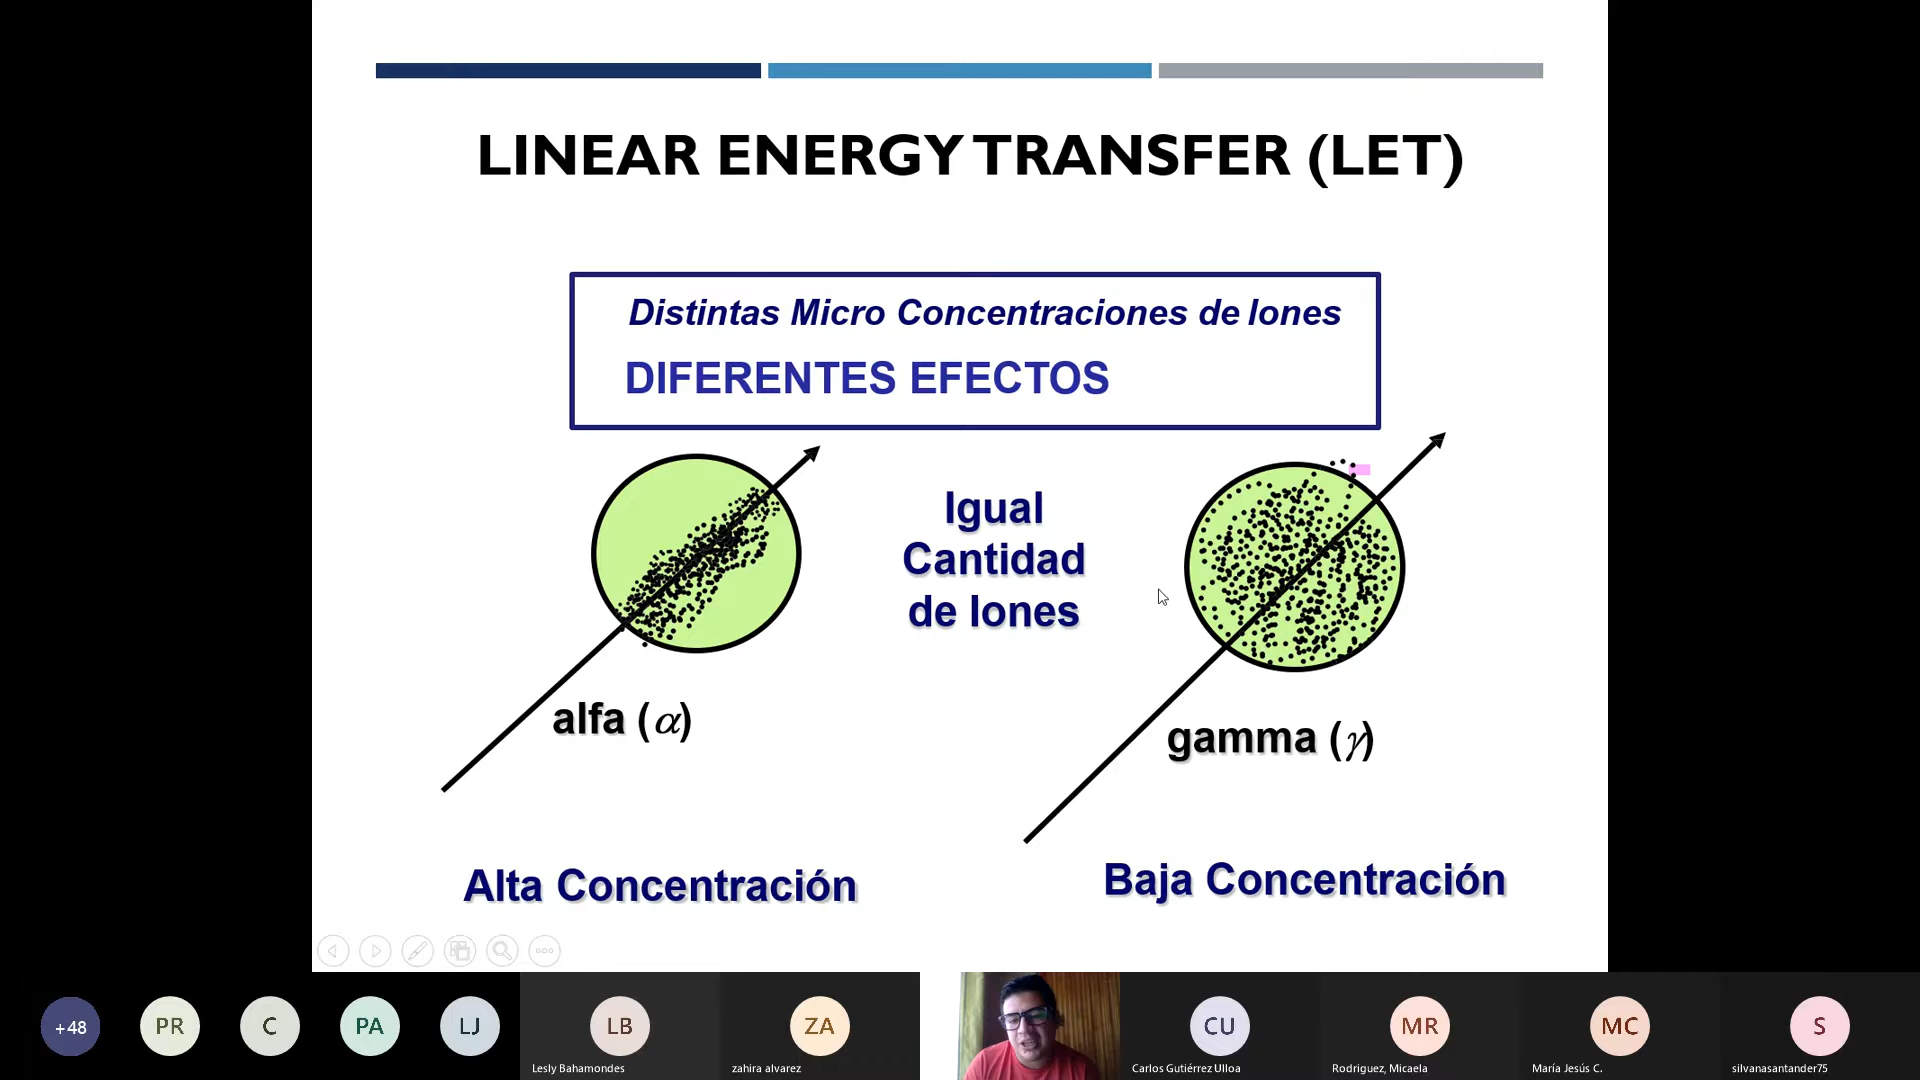 LINEAR ENERGY TRANSFER (LET)
Distintas Micro Concentraciones de Iones
DIFERENTES EFECTOS
Igual
Cantidad
de Iones
alfa (α)
gamma (γ)
Alta Concentración
Baja Concentración
+48
PR
C
PA
LJ
LB
ZA
CU
MR
MC
S
Lesly Bahamondes
zahira alvarez
Carlos Gutiérrez Ulloa
Rodriguez, Micaela
María Jesús C.
silvanasantander75